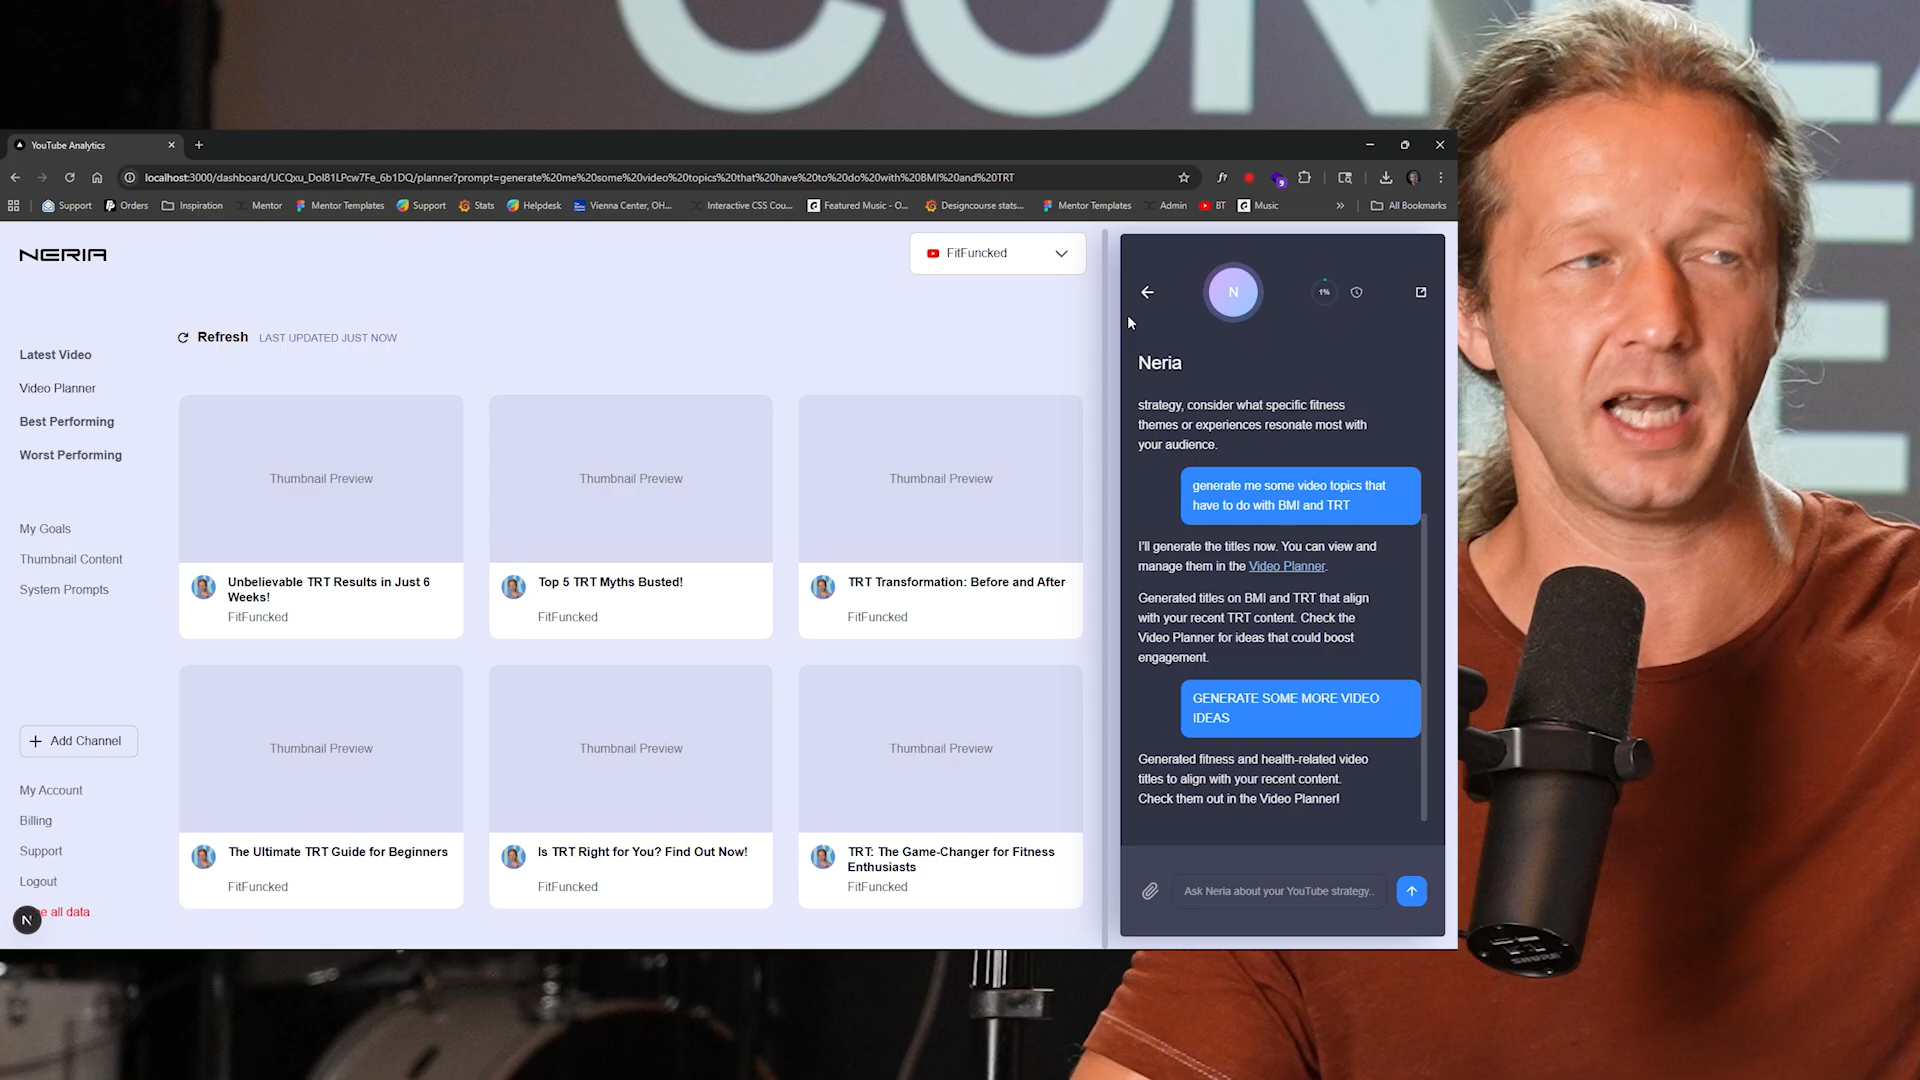 CON
YouTube Analytics
localhost:3000/dashboard/UCQxu_Dol81LPcw7Fe_6b1DQ/planner?prompt=generate%20me%20some%20video%20topics%20that%20have%20to%20do%20with%20BMI%20and%20TRT
9
Support
Orders
Inspiration
Mentor
Mentor Templates
Support
Stats
Helpdesk
Vienna Center, OH...
Interactive CSS Cou...
Featured Music - O...
Designcourse stats...
Mentor Templates
Admin
BT
Music
All Bookmarks
NERIA
FitFuncked
Refresh
LAST UPDATED JUST NOW
Latest Video
Video Planner
Best Performing
Worst Performing
My Goals
Thumbnail Content
System Prompts
Add Channel
My Account
Billing
Support
Logout
e all data
N
Thumbnail Preview
Unbelievable TRT Results in Just 6
Weeks!
FitFuncked
Thumbnail Preview
Top 5 TRT Myths Busted!
FitFuncked
Thumbnail Preview
TRT Transformation: Before and After
FitFuncked
Thumbnail Preview
The Ultimate TRT Guide for Beginners
FitFuncked
Thumbnail Preview
Is TRT Right for You? Find Out Now!
FitFuncked
Thumbnail Preview
TRT: The Game-Changer for Fitness
Enthusiasts
FitFuncked
N
1%
Neria
strategy, consider what specific fitness
themes or experiences resonate most with
your audience.
generate me some video topics that
have to do with BMI and TRT
I'll generate the titles now. You can view and
manage them in the Video Planner.
Generated titles on BMI and TRT that align
with your recent TRT content. Check the
Video Planner for ideas that could boost
engagement.
GENERATE SOME MORE VIDEO
IDEAS
Generated fitness and health-related video
titles to align with your recent content.
Check them out in the Video Planner!
Ask Neria about your YouTube strategy..
SHURE